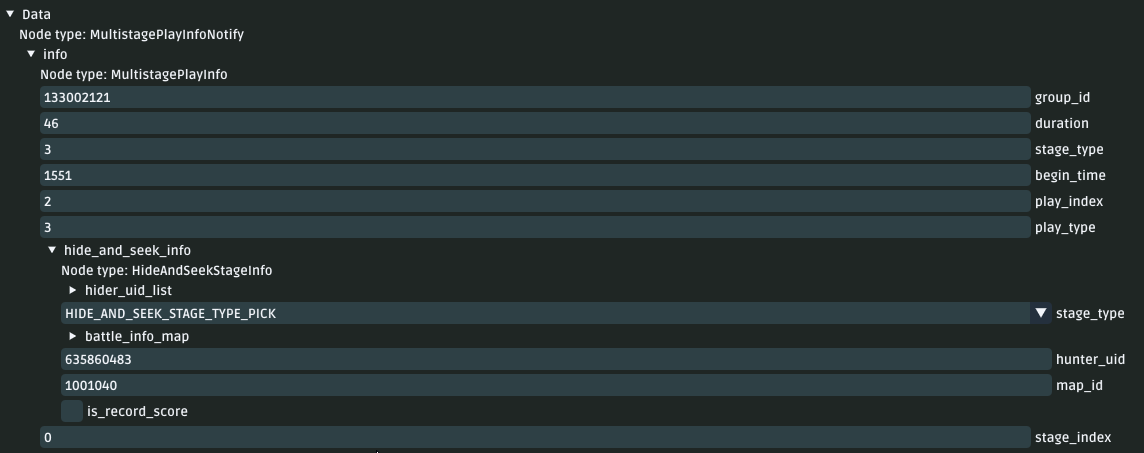 Data
Node type: MultistagePlayInfoNotify
info
Node type: MultistagePlayInfo
133002121 group_id
46 duration
3 stage_type
1551 begin_time
2 play_index
3 play_type
hide_and_seek_info
Node type: HideAndSeekStageInfo
hider_uid_list
HIDE_AND_SEEK_STAGE_TYPE_PICK stage_type
battle_info_map
635860483 hunter_uid
1001040 map_id
is_record_score
0 stage_index